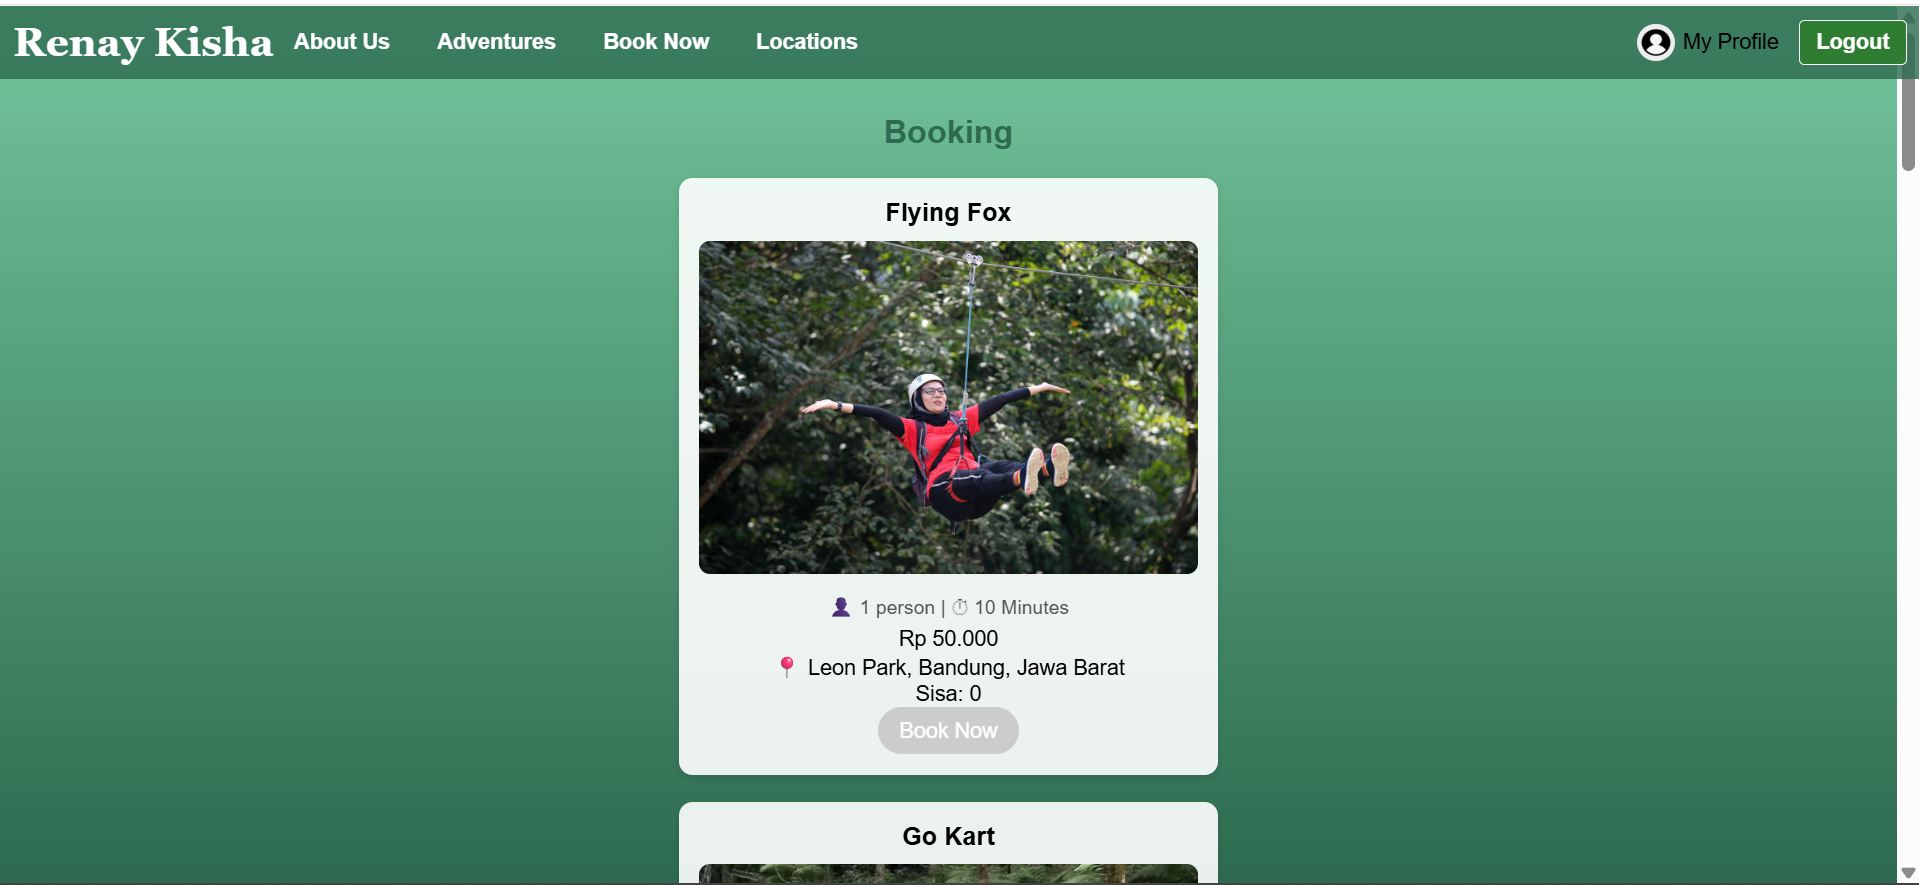 Renay Kisha About Us Adventures Book Now Locations My Profile Logout
Booking
Flying Fox
1 person | ⏱ 10 Minutes
Rp 50.000
Leon Park, Bandung, Jawa Barat
Sisa: 0
Book Now
Go Kart